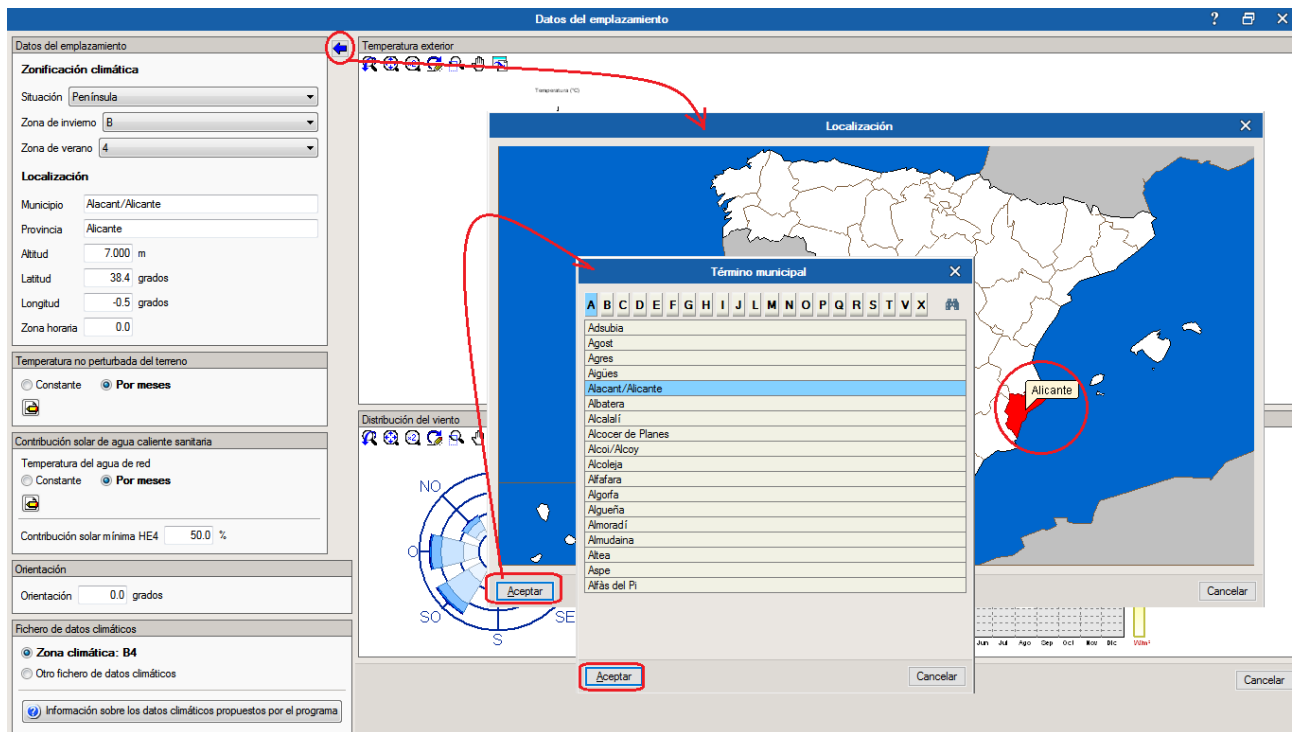 Datos del emplazamiento
?
Datos del emplazamiento
Zonificación climática
Situación Península
Zona de invierno B
Zona de verano 4
Localización
Municipio Alacant/Alicante
Provincia Alicante
Altitud 7.000 m
Latitud 38.4 grados
Longitud -0.5 grados
Zona horaria 0.0
Temperatura no perturbada del terreno
Constante Por meses
Contribución solar de agua caliente sanitaria
Temperatura del agua de red
Constante Por meses
Contribución solar mínima HE4 50.0 %
Orientación
Orientación 0.0 grados
Fichero de datos climáticos
Zona climática: B4
Otro fichero de datos climáticos
Información sobre los datos climáticos propuestos por el programa
Temperatura exterior
Temperatura (ºC)
Distribución del viento
NO
O
SO
S
SE
Jun Jul Ago Sep Oct Nov Dic
W/m²
Cancelar
Localización
Alicante
Aceptar
Cancelar
Término municipal
A B C D E F G H I J L M N O P Q R S T V X
Adsubia
Agost
Agres
Aigües
Alacant/Alicante
Albatera
Alcalalí
Alcocer de Planes
Alcoi/Alcoy
Alcoleja
Alfafara
Algorfa
Algueña
Almoradí
Almudaina
Altea
Aspe
Alfàs del Pi
Aceptar
Cancelar